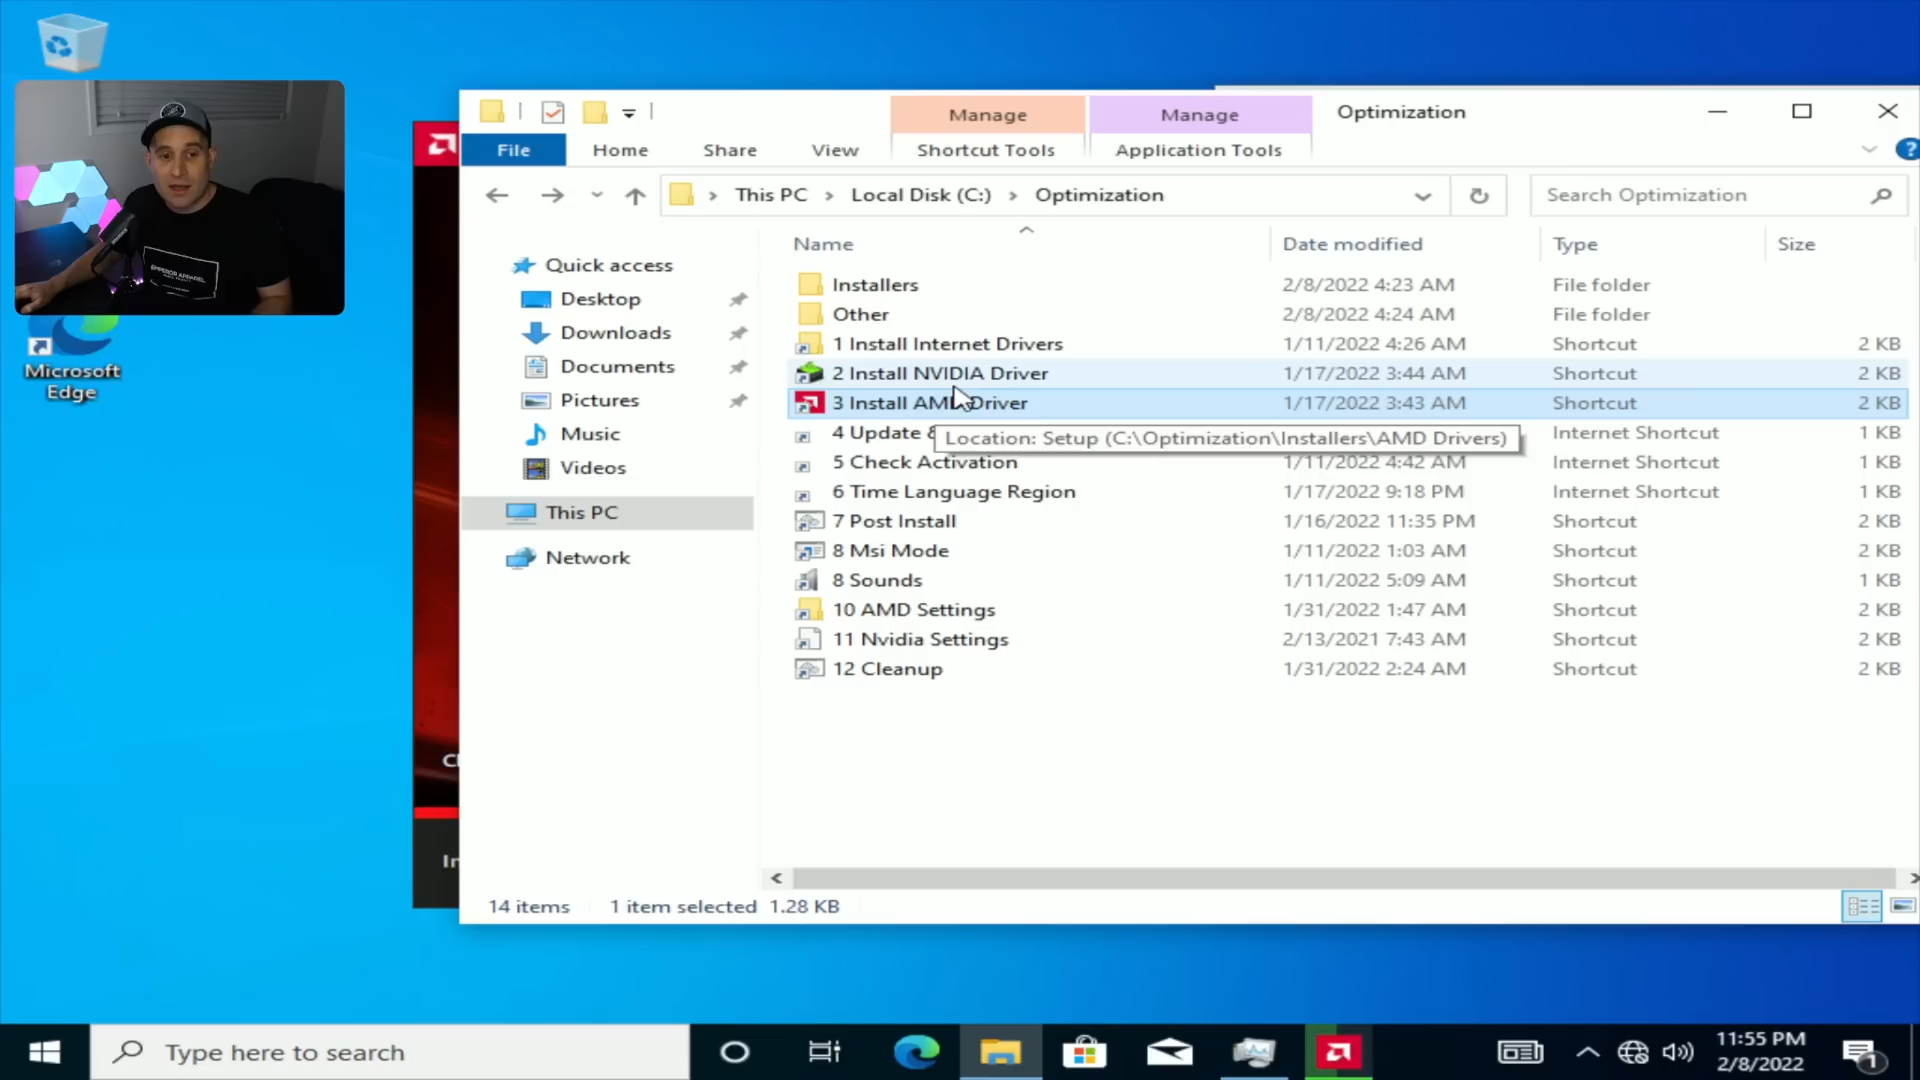 Manage
Manage
Optimization
File
Home
Share
View
Shortcut Tools
Application Tools
This PC
Local Disk (C:)
Optimization
Search Optimization
Name
Date modified
Type
Size
Quick access
Desktop
Downloads
Documents
Pictures
Music
Videos
This PC
Network
Installers 2/8/2022 4:23 AM File folder
Other 2/8/2022 4:24 AM File folder
1 Install Internet Drivers 1/11/2022 4:26 AM Shortcut 2 KB
2 Install NVIDIA Driver 1/17/2022 3:44 AM Shortcut 2 KB
3 Install AMD Driver 1/17/2022 3:43 AM Shortcut 2 KB
4 Update & Internet Shortcut 1 KB
Location: Setup (C:\Optimization\Installers\AMD Drivers)
5 Check Activation 1/11/2022 4:42 AM Internet Shortcut 1 KB
6 Time Language Region 1/17/2022 9:18 PM Internet Shortcut 1 KB
7 Post Install 1/16/2022 11:35 PM Shortcut 2 KB
8 Msi Mode 1/11/2022 1:03 AM Shortcut 2 KB
8 Sounds 1/11/2022 5:09 AM Shortcut 1 KB
10 AMD Settings 1/31/2022 1:47 AM Shortcut 2 KB
11 Nvidia Settings 2/13/2021 7:43 AM Shortcut 2 KB
12 Cleanup 1/31/2022 2:24 AM Shortcut 2 KB
14 items 1 item selected 1.28 KB
EMPEROR APPAREL
Microsoft
Edge
Type here to search
11:55 PM
2/8/2022
1